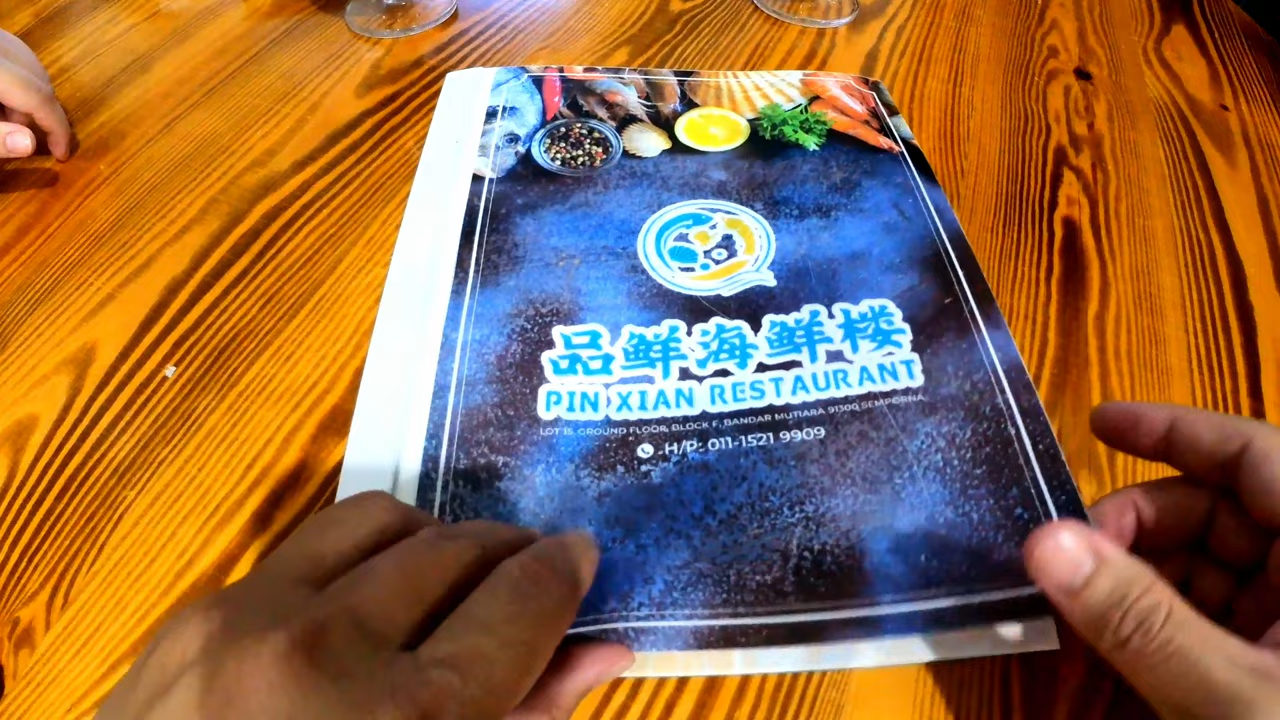 品鲜海鲜楼
PIN XIAN RESTAURANT
LOT 15, GROUND FLOOR, BLOCK F, BANDAR MUTIARA 91300 SEMPORNA
H/P: 011-1521 9909